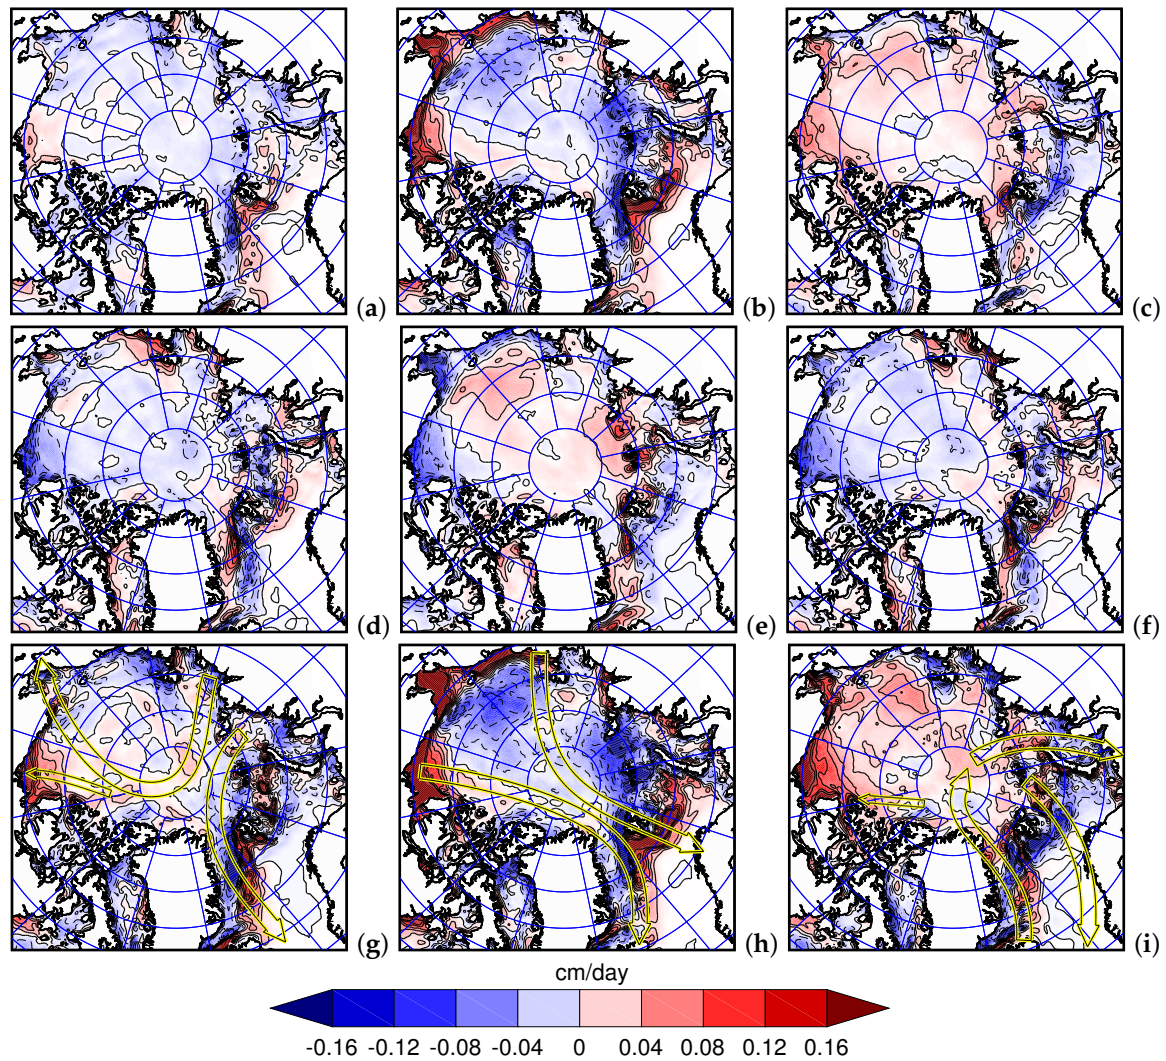 (a) (b) (c)
(d) (e) (f)
(g) (h) (i)
cm/day
-0.16 -0.12 -0.08 -0.04 0 0.04 0.08 0.12 0.16